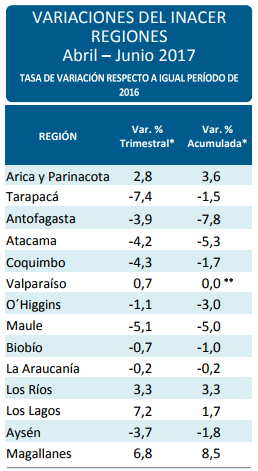 VARIACIONES DEL INACER
REGIONES
Abril – Junio 2017
TASA DE VARIACIÓN RESPECTO A IGUAL PERÍODO DE
2016
REGIÓN Var. % Trimestral* Var. % Acumulada*
Arica y Parinacota 2,8 3,6
Tarapacá -7,4 -1,5
Antofagasta -3,9 -7,8
Atacama -4,2 -5,3
Coquimbo -4,3 -1,7
Valparaíso 0,7 0,0 **
O´Higgins -1,1 -3,0
Maule -5,1 -5,0
Biobío -0,7 -1,0
La Araucanía -0,2 -0,2
Los Ríos 3,3 3,3
Los Lagos 7,2 1,7
Aysén -3,7 -1,8
Magallanes 6,8 8,5